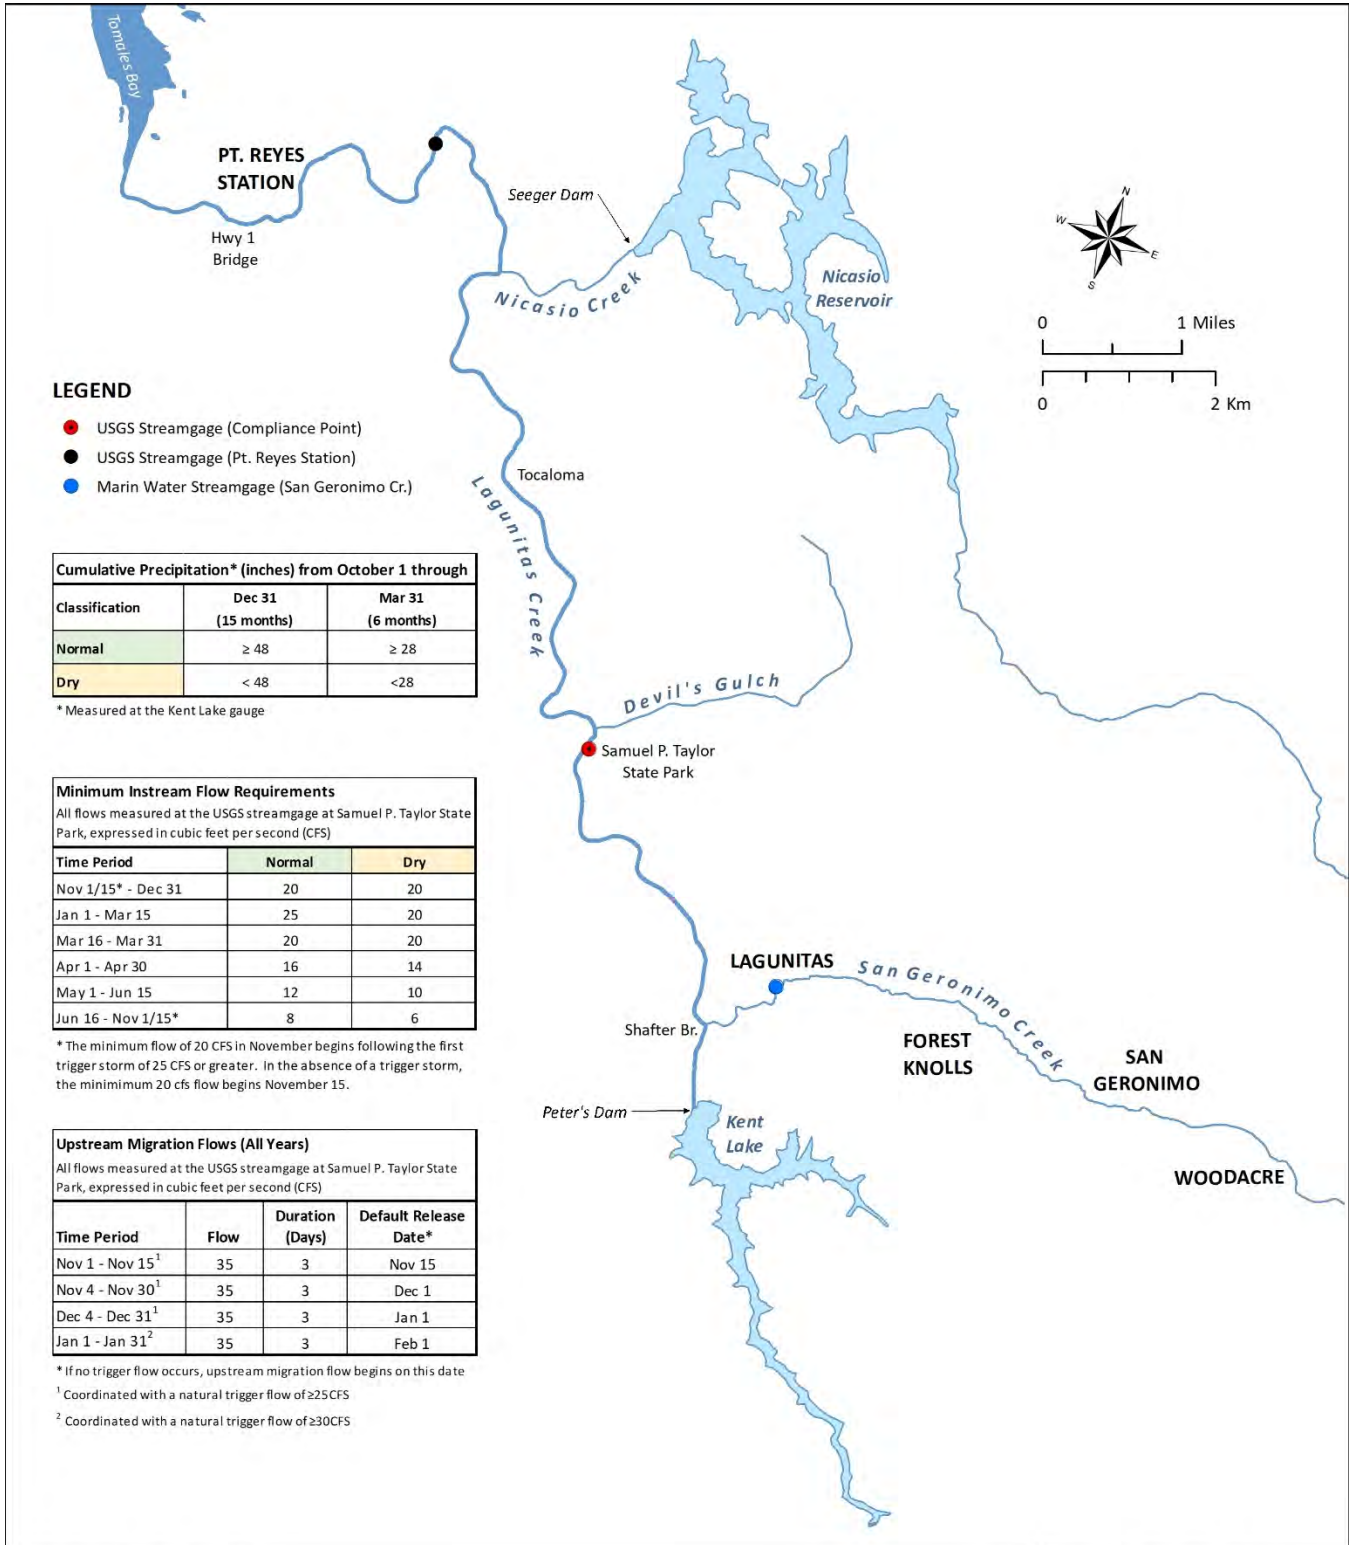 Tomales Bay
PT. REYES
STATION
Hwy 1
Bridge
Seeger Dam
Nicasio Creek
Nicasio
Reservoir
N
W
E
S
0 1 Miles
0 2 Km
LEGEND
USGS Streamgage (Compliance Point)
USGS Streamgage (Pt. Reyes Station)
Marin Water Streamgage (San Geronimo Cr.)
Tocaloma
Lagunitas Creek
Cumulative Precipitation* (inches) from October 1 through
Classification Dec 31 (15 months) Mar 31 (6 months)
Normal ≥ 48 ≥ 28
Dry < 48 <28
* Measured at the Kent Lake gauge
Devil's Gulch
Samuel P. Taylor
State Park
Minimum Instream Flow Requirements
All flows measured at the USGS streamgage at Samuel P. Taylor State
Park, expressed in cubic feet per second (CFS)
Time Period Normal Dry
Nov 1/15* - Dec 31 20 20
Jan 1 - Mar 15 25 20
Mar 16 - Mar 31 20 20
Apr 1 - Apr 30 16 14
May 1 - Jun 15 12 10
Jun 16 - Nov 1/15* 8 6
* The minimum flow of 20 CFS in November begins following the first
trigger storm of 25 CFS or greater. In the absence of a trigger storm,
the minimimum 20 cfs flow begins November 15.
LAGUNITAS
San Geronimo Creek
Shafter Br.
FOREST
KNOLLS
SAN
GERONIMO
Peter's Dam
Kent
Lake
WOODACRE
Upstream Migration Flows (All Years)
All flows measured at the USGS streamgage at Samuel P. Taylor State
Park, expressed in cubic feet per second (CFS)
Time Period Flow Duration (Days) Default Release Date*
Nov 1 - Nov 15¹ 35 3 Nov 15
Nov 4 - Nov 30¹ 35 3 Dec 1
Dec 4 - Dec 31¹ 35 3 Jan 1
Jan 1 - Jan 31² 35 3 Feb 1
* If no trigger flow occurs, upstream migration flow begins on this date
¹ Coordinated with a natural trigger flow of ≥25CFS
² Coordinated with a natural trigger flow of ≥30CFS